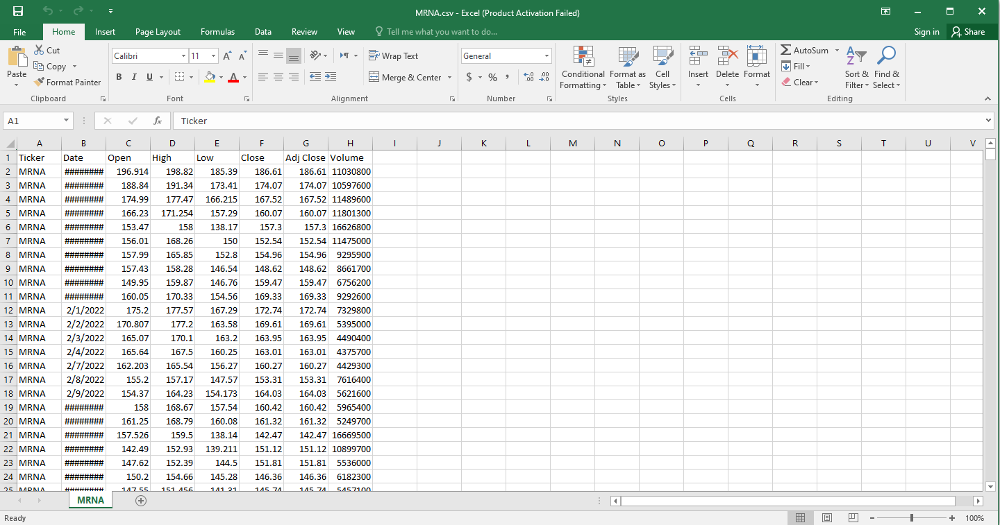 MRNA.csv - Excel (Product Activation Failed)
File Home Insert Page Layout Formulas Data Review View Tell me what you want to do... Sign in Share
Paste Cut Copy Format Painter Clipboard
Calibri 11 B I U A Font
Wrap Text Merge & Center Alignment
General $ % , Number
Conditional Formatting Format as Table Cell Styles Styles
Insert Delete Format Cells
AutoSum Fill Clear Sort & Filter Find & Select Editing
A1 fx Ticker
A B C D E F G H I J K L M N O P Q R S T U V
1 Ticker Date Open High Low Close Adj Close Volume
2 MRNA ######## 196.914 198.82 185.39 186.61 186.61 11030800
3 MRNA ######## 188.84 191.34 173.41 174.07 174.07 10597600
4 MRNA ######## 174.99 177.47 166.215 167.52 167.52 11489600
5 MRNA ######## 166.23 171.254 157.29 160.07 160.07 11801300
6 MRNA ######## 153.47 158 138.17 157.3 157.3 16626800
7 MRNA ######## 156.01 168.26 150 152.54 152.54 11475000
8 MRNA ######## 157.99 165.85 152.8 154.96 154.96 9295900
9 MRNA ######## 157.43 158.28 146.54 148.62 148.62 8661700
10 MRNA ######## 149.95 159.87 146.76 159.47 159.47 6756200
11 MRNA ######## 160.05 170.33 154.56 169.33 169.33 9292600
12 MRNA 2/1/2022 175.2 177.57 167.29 172.74 172.74 7329800
13 MRNA 2/2/2022 170.807 177.2 163.58 169.61 169.61 5395000
14 MRNA 2/3/2022 165.07 170.1 163.2 163.95 163.95 4490400
15 MRNA 2/4/2022 165.64 167.5 160.25 163.01 163.01 4375700
16 MRNA 2/7/2022 162.203 165.54 156.27 160.27 160.27 4429300
17 MRNA 2/8/2022 155.2 157.17 147.57 153.31 153.31 7616400
18 MRNA 2/9/2022 154.37 164.23 154.173 164.03 164.03 5621600
19 MRNA ######## 158 168.67 157.54 160.42 160.42 5965400
20 MRNA ######## 161.25 168.79 160.08 161.32 161.32 5249700
21 MRNA ######## 157.526 159.5 138.14 142.47 142.47 16669500
22 MRNA ######## 142.49 152.93 139.211 151.12 151.12 10899700
23 MRNA ######## 147.62 152.39 144.5 151.81 151.81 5536000
24 MRNA ######## 150.2 154.66 145.28 146.36 146.36 6182300
25 MRNA ######## 147.55 151.456 141.31 145.74 145.74 5457100
MRNA
Ready 100%